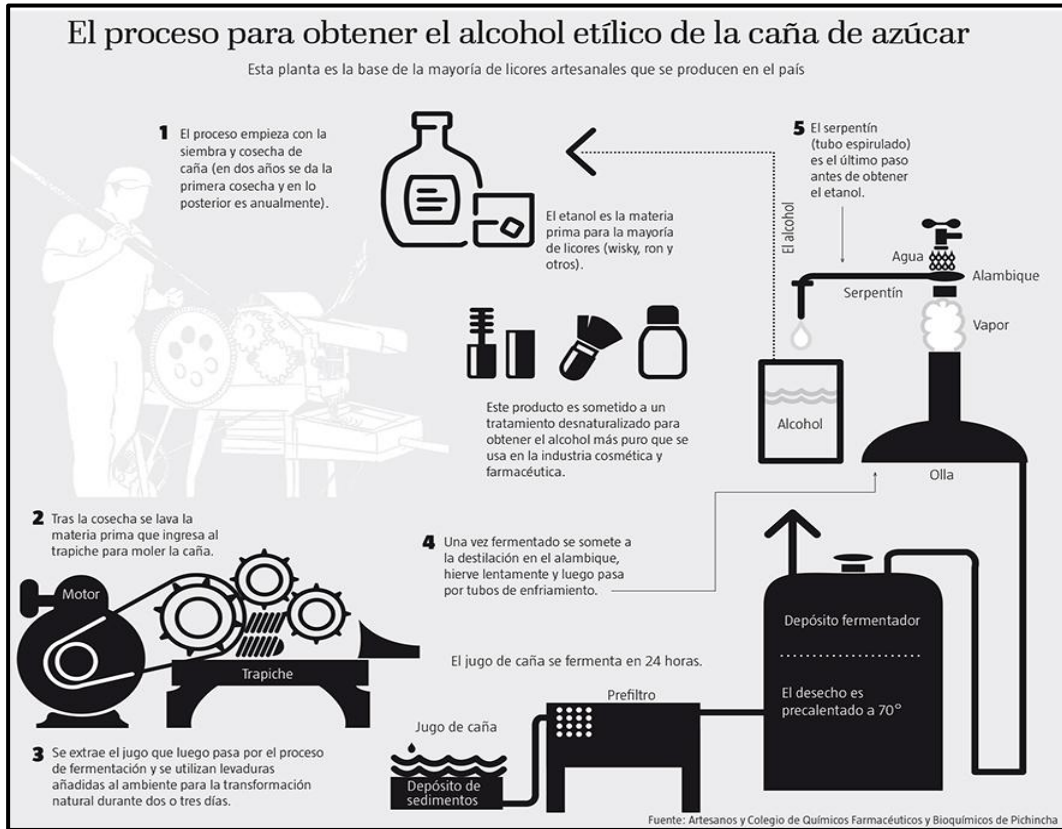 El proceso para obtener el alcohol etílico de la caña de azúcar
Esta planta es la base de la mayoría de licores artesanales que se producen en el país
1 El proceso empieza con la
siembra y cosecha de
caña (en dos años se da la
primera cosecha y en lo
posterior es anualmente).
El etanol es la materia
prima para la mayoría
de licores (wisky, ron y
otros).
El alcohol
5 El serpentín
(tubo espirulado)
es el último paso
antes de obtener
el etanol.
Agua
Alambique
Serpentín
Vapor
Alcohol
Olla
Este producto es sometido a un
tratamiento desnaturalizado para
obtener el alcohol más puro que se
usa en la industria cosmética y
farmacéutica.
2 Tras la cosecha se lava la
materia prima que ingresa al
trapiche para moler la caña.
Motor
Trapiche
3 Se extrae el jugo que luego pasa por el proceso
de fermentación y se utilizan levaduras
añadidas al ambiente para la transformación
natural durante dos o tres días.
4 Una vez fermentado se somete a
la destilación en el alambique,
hierve lentamente y luego pasa
por tubos de enfriamiento.
El jugo de caña se fermenta en 24 horas.
Prefiltro
Jugo de caña
Depósito de
sedimentos
Depósito fermentador
El desecho es
precalentado a 70°
Fuente: Artesanos y Colegio de Químicos Farmacéuticos y Bioquímicos de Pichincha